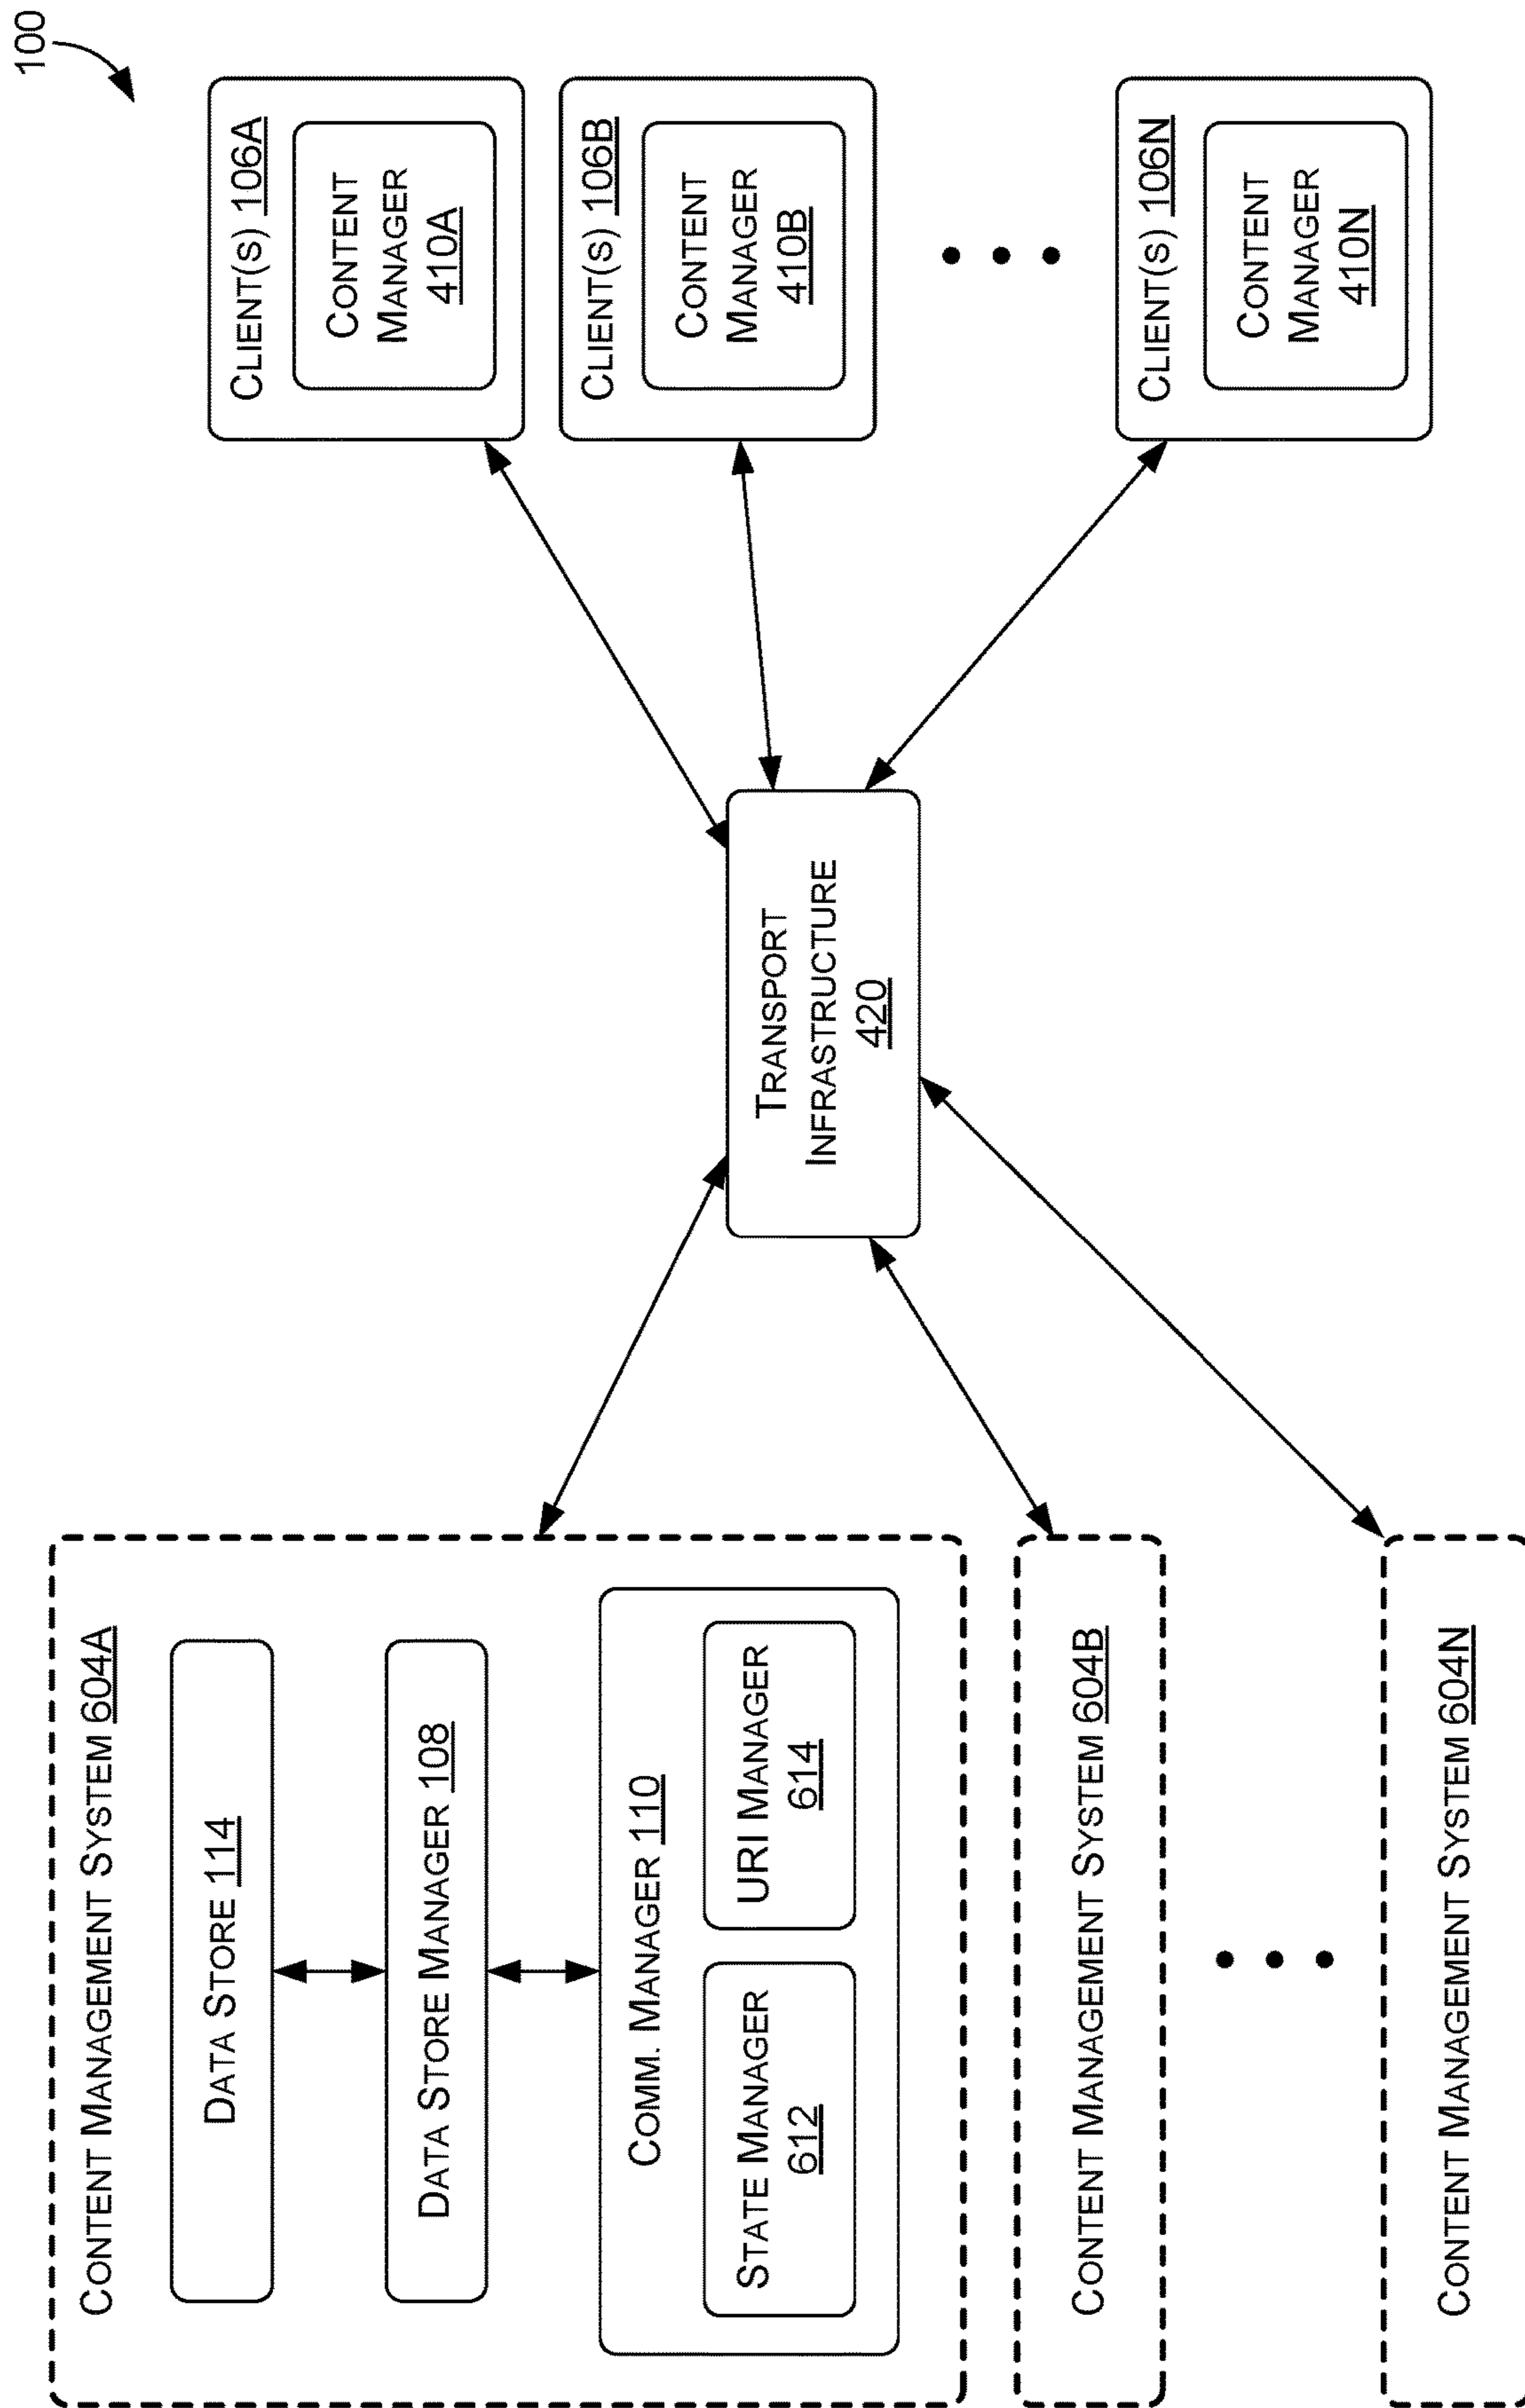 100
CONTENT MANAGEMENT SYSTEM 604A
DATA STORE 114
DATA STORE MANAGER 108
COMM. MANAGER 110
STATE MANAGER
612
URI MANAGER
614
CONTENT MANAGEMENT SYSTEM 604B
CONTENT MANAGEMENT SYSTEM 604N
TRANSPORT
INFRASTRUCTURE
420
CLIENT(S) 106A
CONTENT
MANAGER
410A
CLIENT(S) 106B
CONTENT
MANAGER
410B
CLIENT(S) 106N
CONTENT
MANAGER
410N